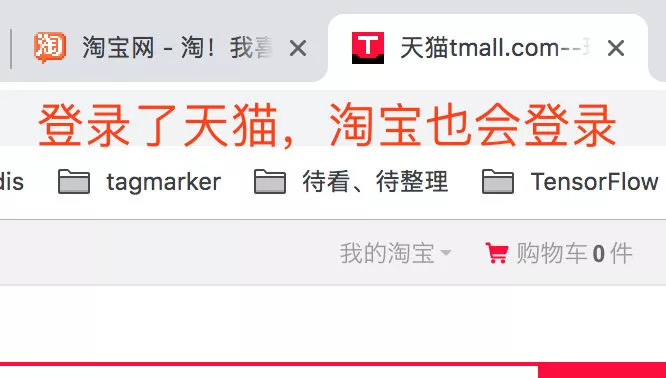 淘宝网 - 淘！我喜
天猫tmall.com--
登录了天猫，淘宝也会登录
dis tagmarker 待看、待整理 TensorFlow
我的淘宝 购物车0件